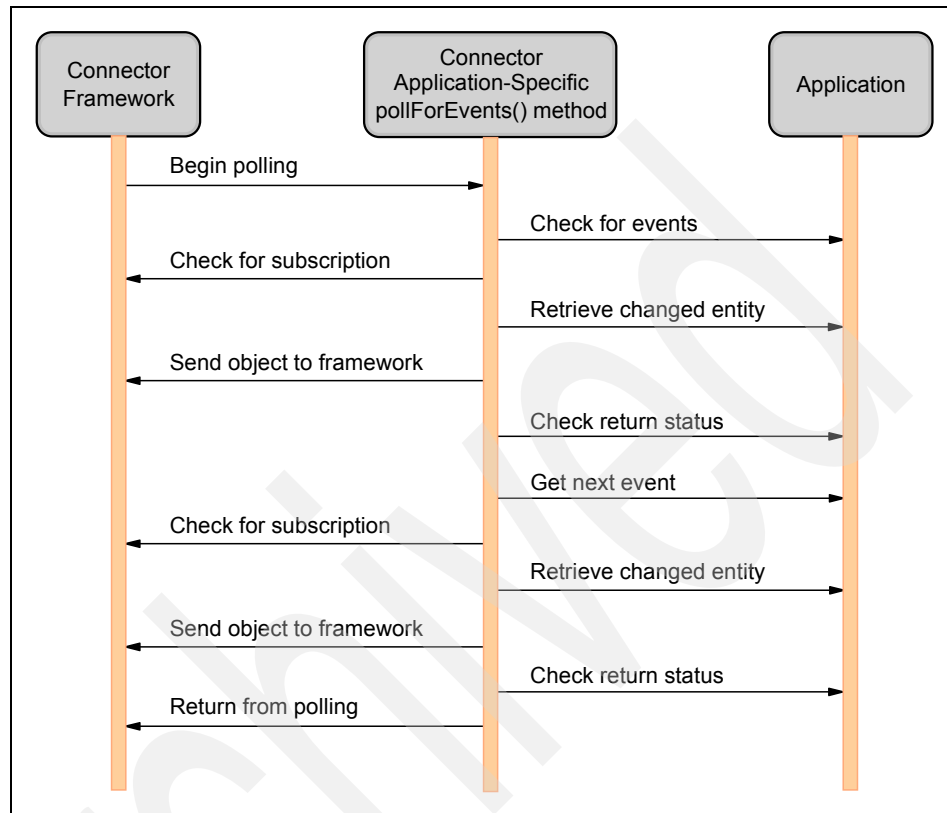 Connector
Framework
Connector
Application-Specific
pollForEvents() method
Application
Begin polling
Check for events
Check for subscription
Retrieve changed entity
Send object to framework
Check return status
Get next event
Check for subscription
Retrieve changed entity
Send object to framework
Check return status
Return from polling